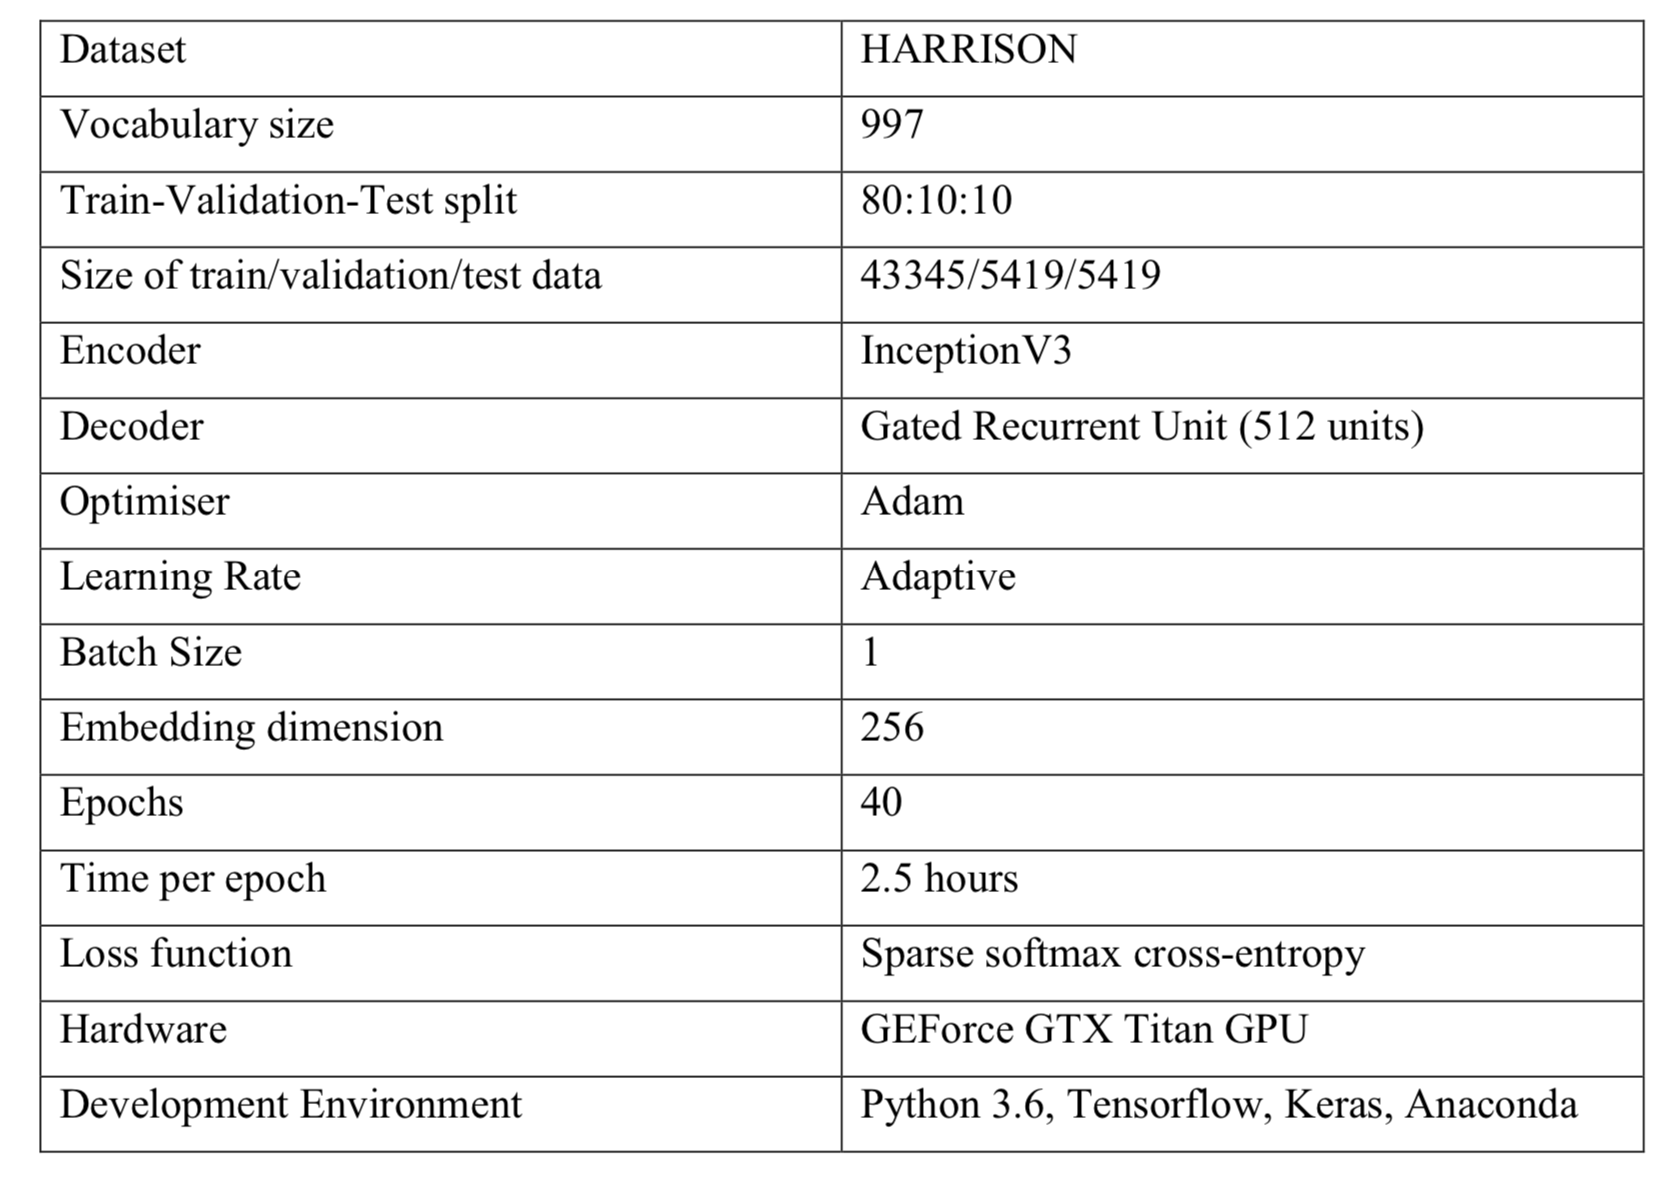 Dataset HARRISON
Vocabulary size 997
Train-Validation-Test split 80:10:10
Size of train/validation/test data 43345/5419/5419
Encoder InceptionV3
Decoder Gated Recurrent Unit (512 units)
Optimiser Adam
Learning Rate Adaptive
Batch Size 1
Embedding dimension 256
Epochs 40
Time per epoch 2.5 hours
Loss function Sparse softmax cross-entropy
Hardware GEForce GTX Titan GPU
Development Environment Python 3.6, Tensorflow, Keras, Anaconda